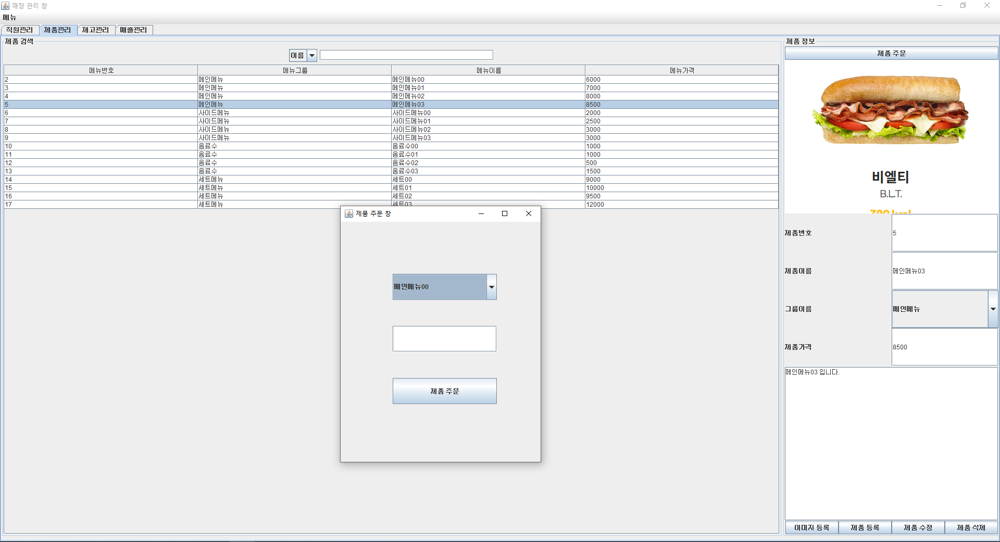 매장 관리 창
메뉴
직원관리 제품관리 제고관리 매출관리
제품 검색
이름
메뉴번호 메뉴그룹 메뉴이름 메뉴가격
2 메인메뉴 메인메뉴00 6000
3 메인메뉴 메인메뉴01 7000
4 메인메뉴 메인메뉴02 8000
5 메인메뉴 메인메뉴03 8500
6 사이드메뉴 사이드메뉴00 2000
7 사이드메뉴 사이드메뉴01 2500
8 사이드메뉴 사이드메뉴02 3000
9 사이드메뉴 사이드메뉴03 3000
10 음료수 음료수00 1000
11 음료수 음료수01 1000
12 음료수 음료수02 500
13 음료수 음료수03 1500
14 세트메뉴 세트00 9000
15 세트메뉴 세트01 10000
16 세트메뉴 세트02 9500
17 세트메뉴 세트03 12000
제품 주문 창
메인메뉴00
제품 주문
제품 정보
제품 주문
비엘티
B.L.T.
제품번호 5
제품이름 메인메뉴03
그룹이름 메인메뉴
제품가격 8500
메인메뉴03 입니다.
이미지 등록 제품 등록 제품 수정 제품 삭제